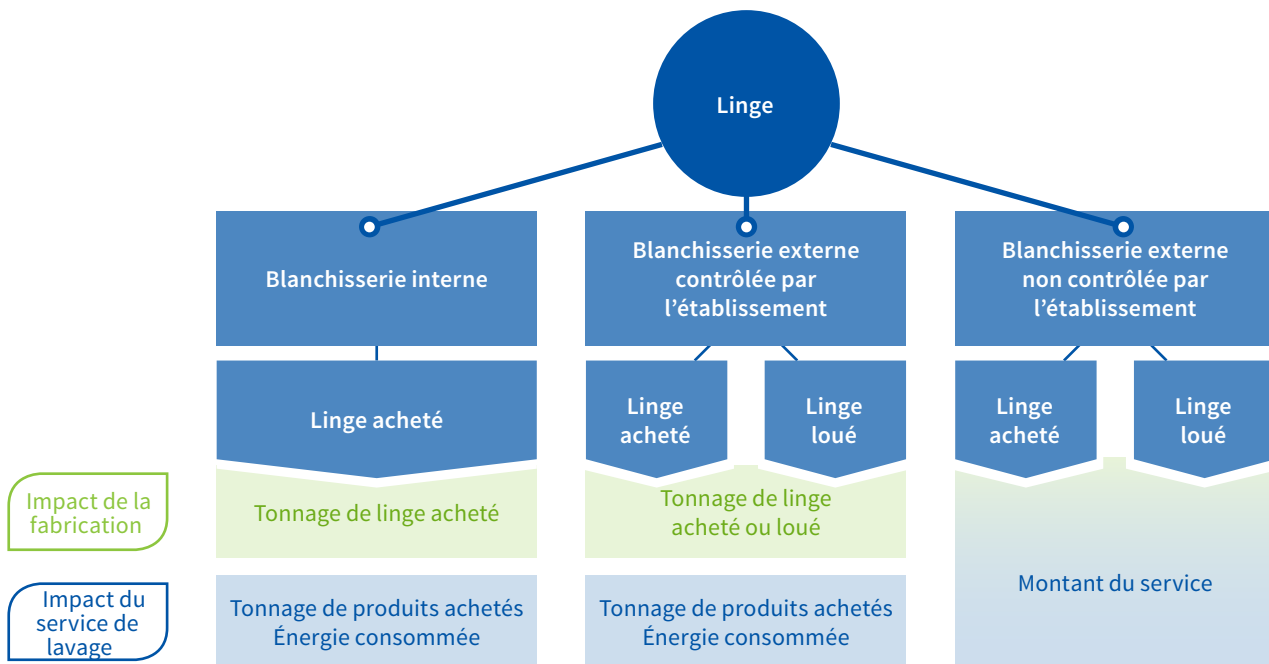 Linge
Blanchisserie interne
Blanchisserie externe
contrôlée par
l’établissement
Blanchisserie externe
non contrôlée par
l’établissement
Linge acheté
Linge
acheté
Linge
loué
Linge
acheté
Linge
loué
Impact de la
fabrication
Tonnage de linge acheté
Tonnage de linge
acheté ou loué
Montant du service
Impact du
service de
lavage
Tonnage de produits achetés
Énergie consommée
Tonnage de produits achetés
Énergie consommée